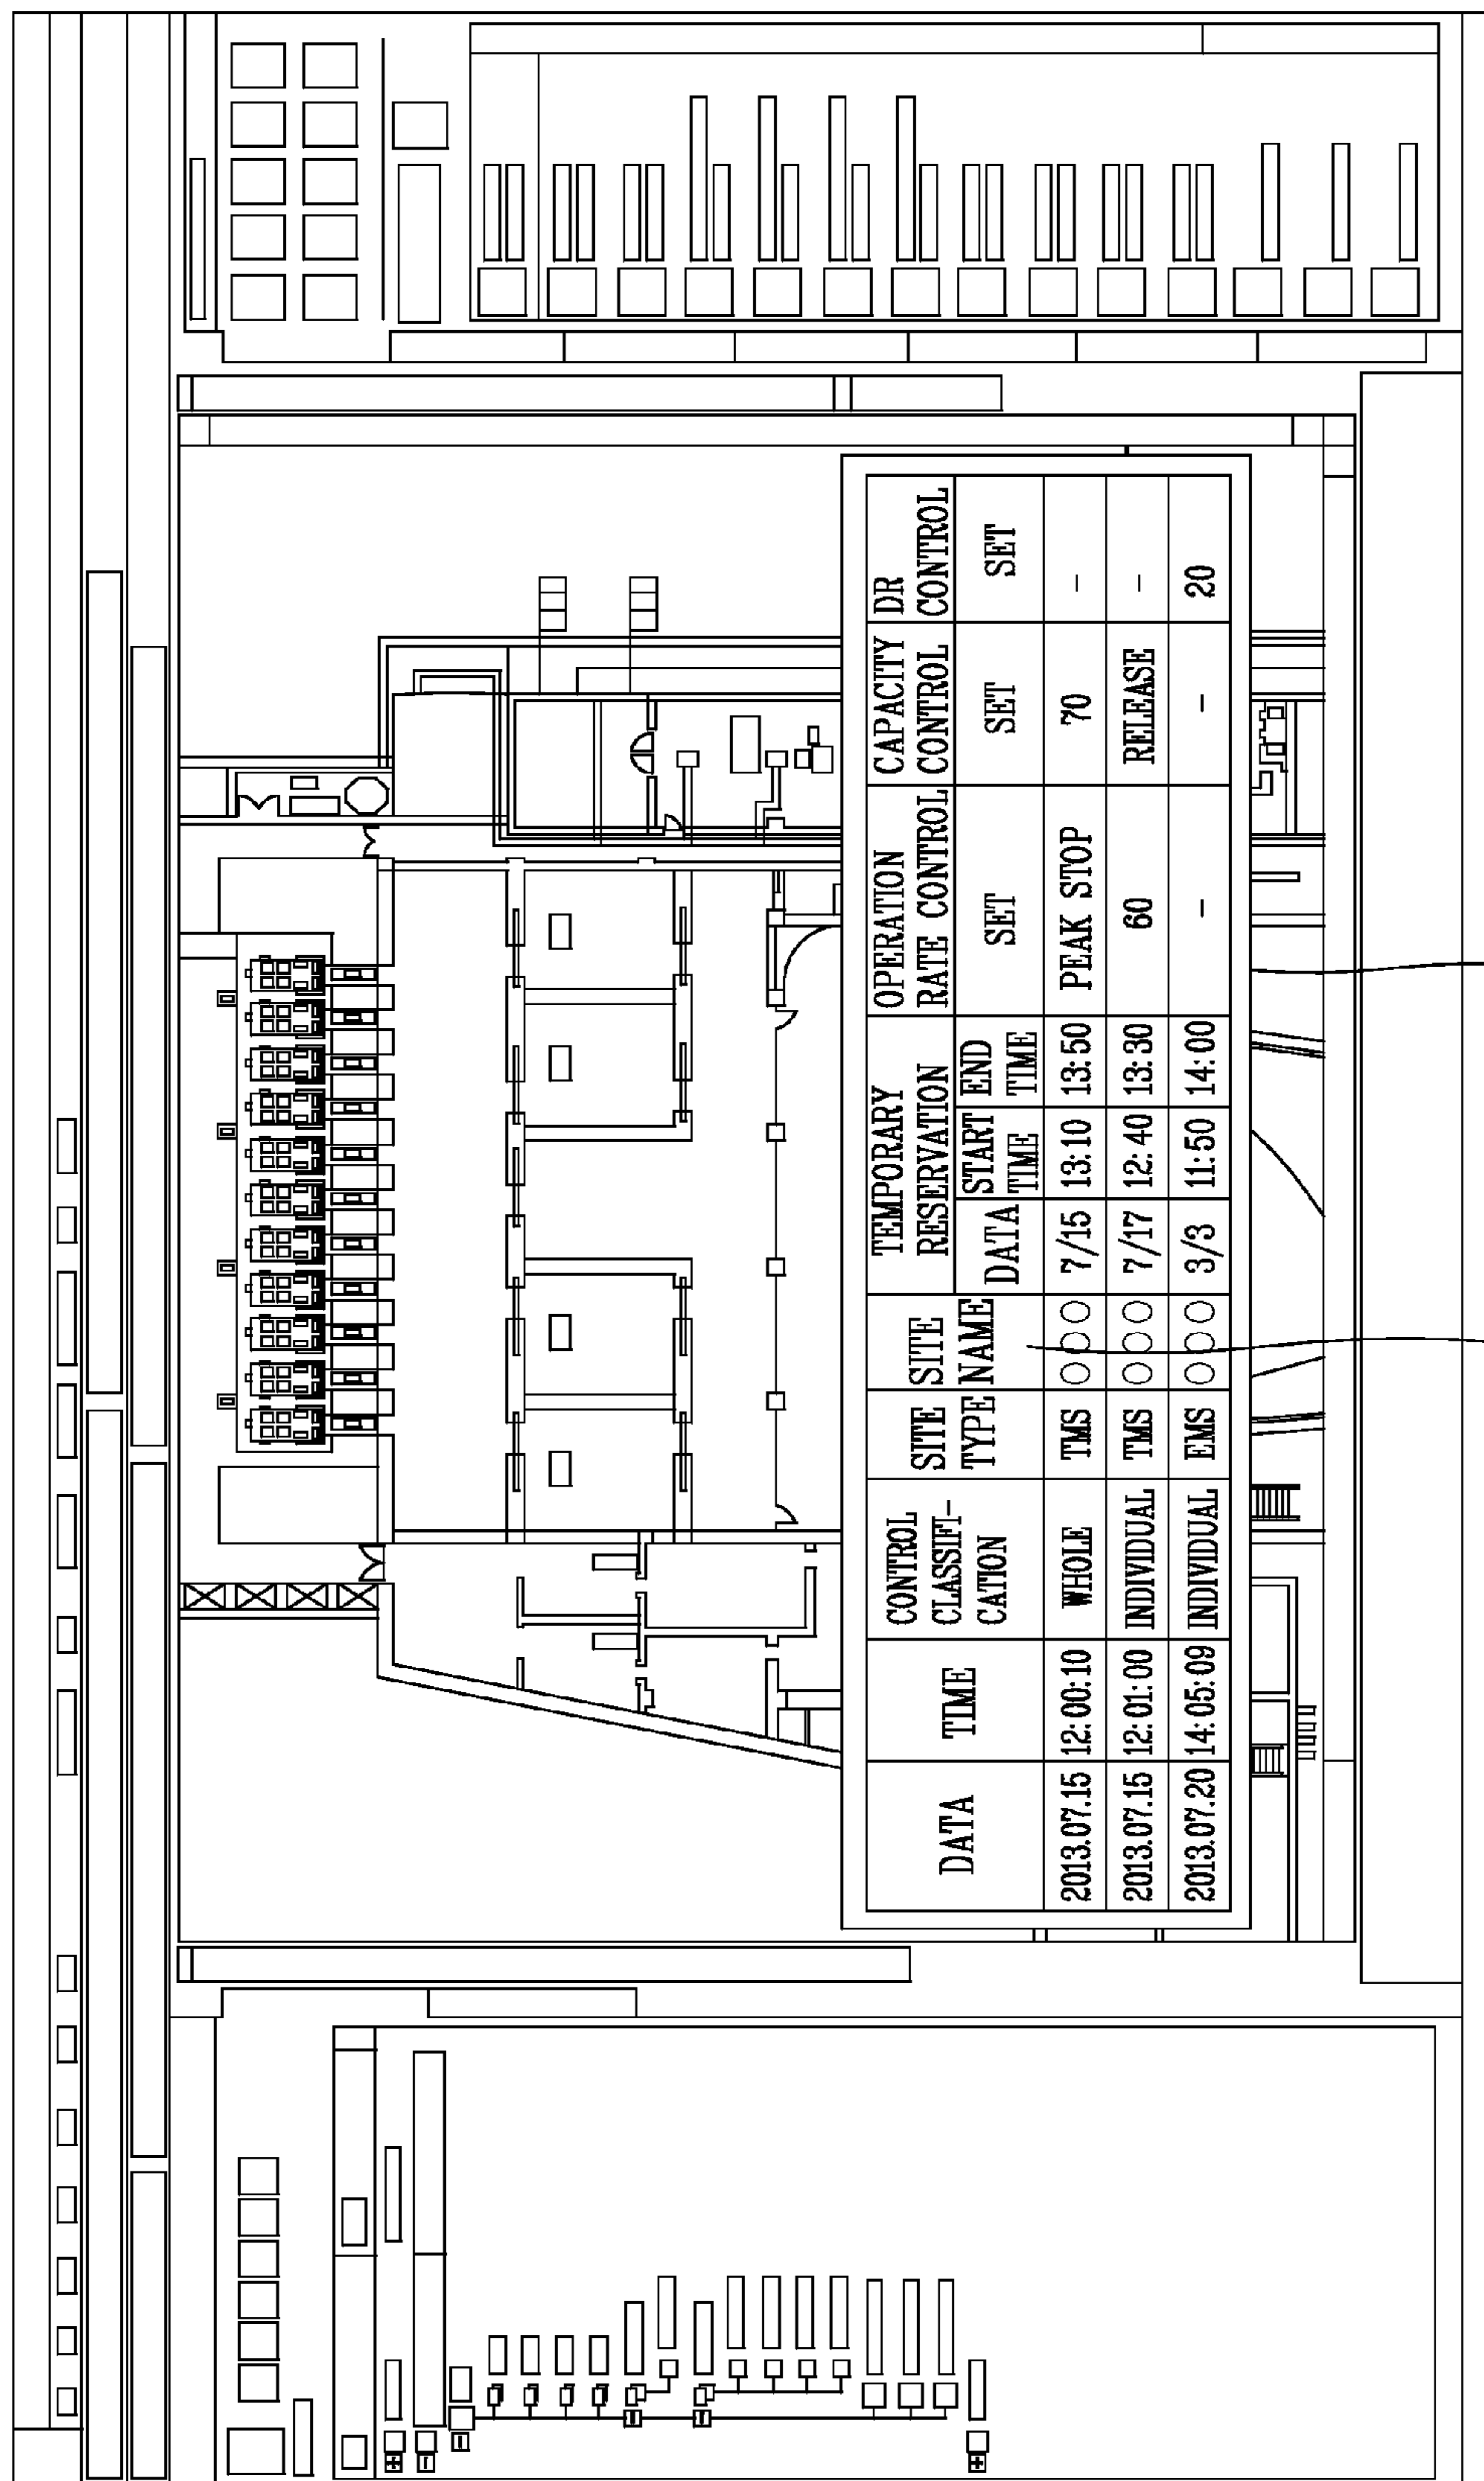 DATA TIME CONTROL CLASSIFI- CATION SITE TYPE SITE NAME TEMPORARY RESERVATION OPERATION RATE CONTROL CAPACITY CONTROL DR CONTROL
DATA START TIME END TIME SET SET SET
2013.07.15 12:00:10 WHOLE TMS ○○○ 7/15 13:10 13:50 PEAK STOP 70 –
2013.07.15 12:01:00 INDIVIDUAL TMS ○○○ 7/17 12:40 13:30 60 RELEASE –
2013.07.20 14:05:09 INDIVIDUAL EMS ○○○ 3/3 11:50 14:00 – – 20